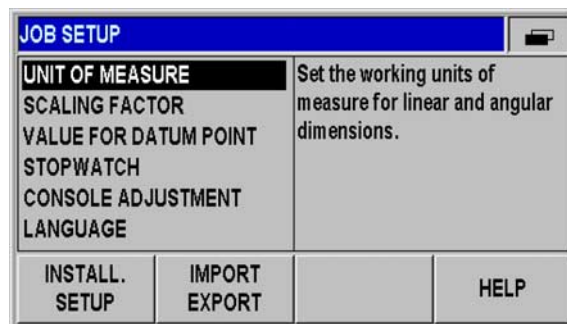 JOB SETUP
UNIT OF MEASURE
SCALING FACTOR
VALUE FOR DATUM POINT
STOPWATCH
CONSOLE ADJUSTMENT
LANGUAGE
Set the working units of
measure for linear and angular
dimensions.
INSTALL.
SETUP
IMPORT
EXPORT
HELP